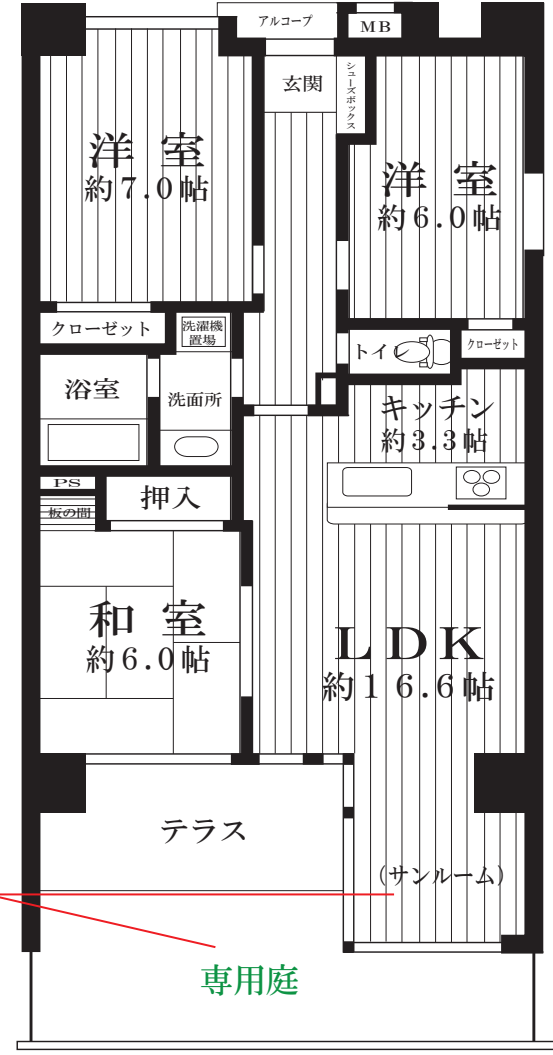 アルコープ
MB
玄関
シューズボックス
洋室
約7.0帖
洋室
約6.0帖
クローゼット
洗濯機
置場
トイレ
クローゼット
浴室
洗面所
キッチン
約3.3帖
PS
板の間
押入
和室
約6.0帖
LDK
約16.6帖
テラス
(サンルーム)
専用庭